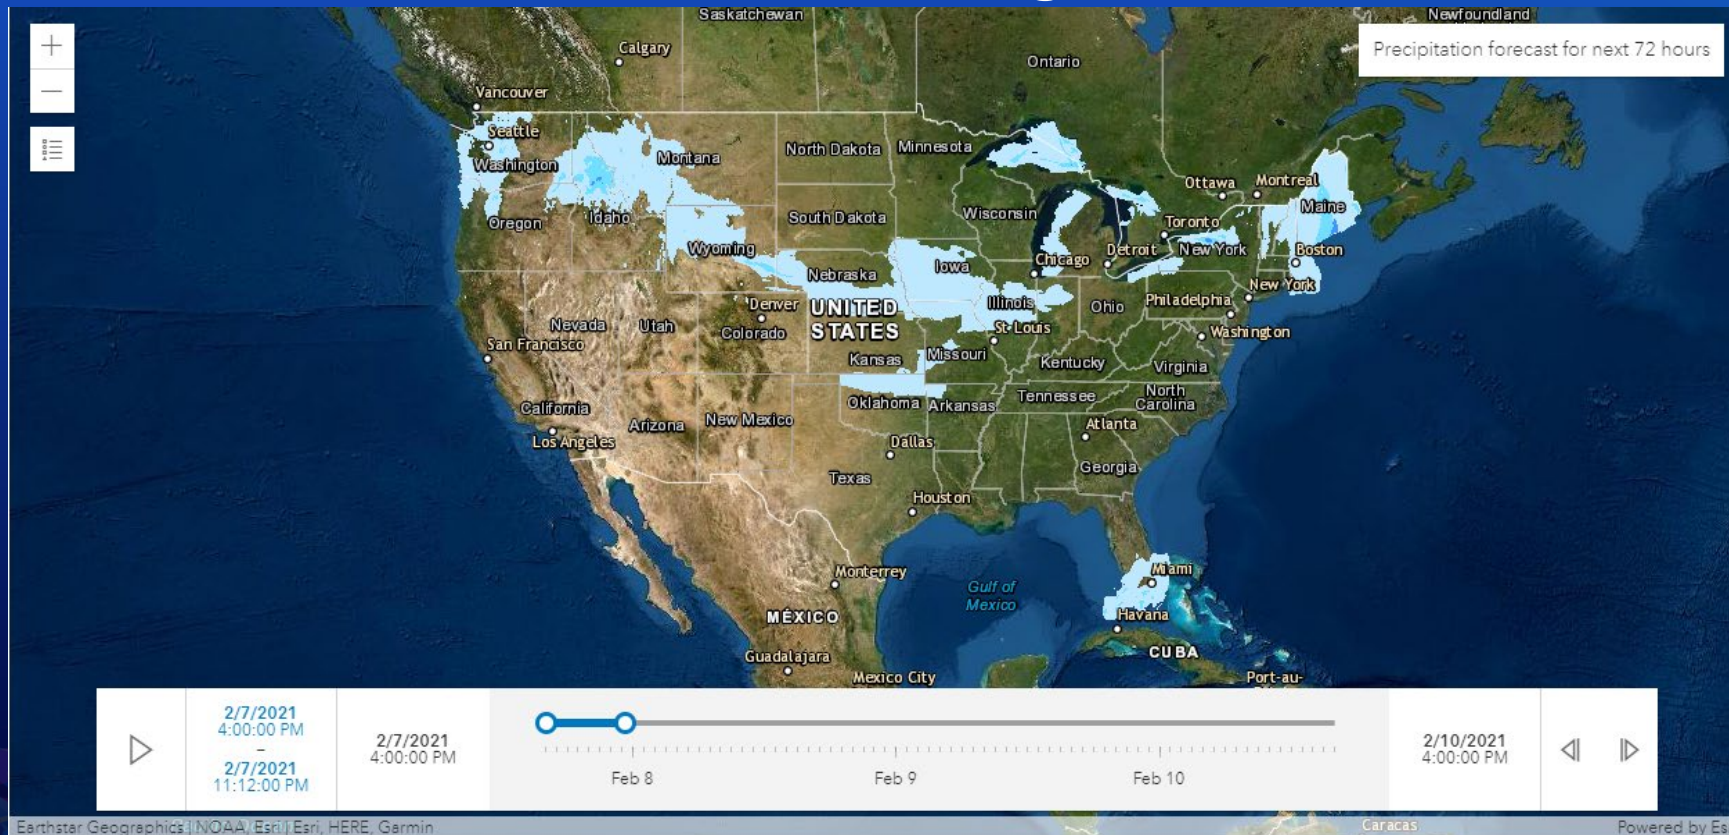 Saskatchewan
Newfoundland
Precipitation forecast for next 72 hours
Calgary
Ontario
Vancouver
Seattle
Washington
Montana
North Dakota
Minnesota
Ottawa
Montreal
Maine
Oregon
Idaho
South Dakota
Wisconsin
Toronto
Wyoming
Detroit
New York
Boston
Chicago
Iowa
Nebraska
New York
Denver
UNITED
STATES
Illinois
Ohio
Philadelphia
Nevada
Utah
Colorado
St Louis
Washington
San Francisco
Kansas
Missouri
Kentucky
Virginia
California
Oklahoma
Arkansas
Tennessee
North
Carolina
Arizona
New Mexico
Atlanta
Los Angeles
Dallas
Georgia
Texas
Houston
Monterrey
Gulf of
Mexico
Miami
MÉXICO
Havana
Guadalajara
CUBA
Mexico City
Port-au-
2/7/2021
4:00:00 PM
–
2/7/2021
11:12:00 PM
2/7/2021
4:00:00 PM
Feb 8
Feb 9
Feb 10
2/10/2021
4:00:00 PM
Earthstar Geographics | NOAA, Esri | Esri, HERE, Garmin
Caracas
Powered by Es